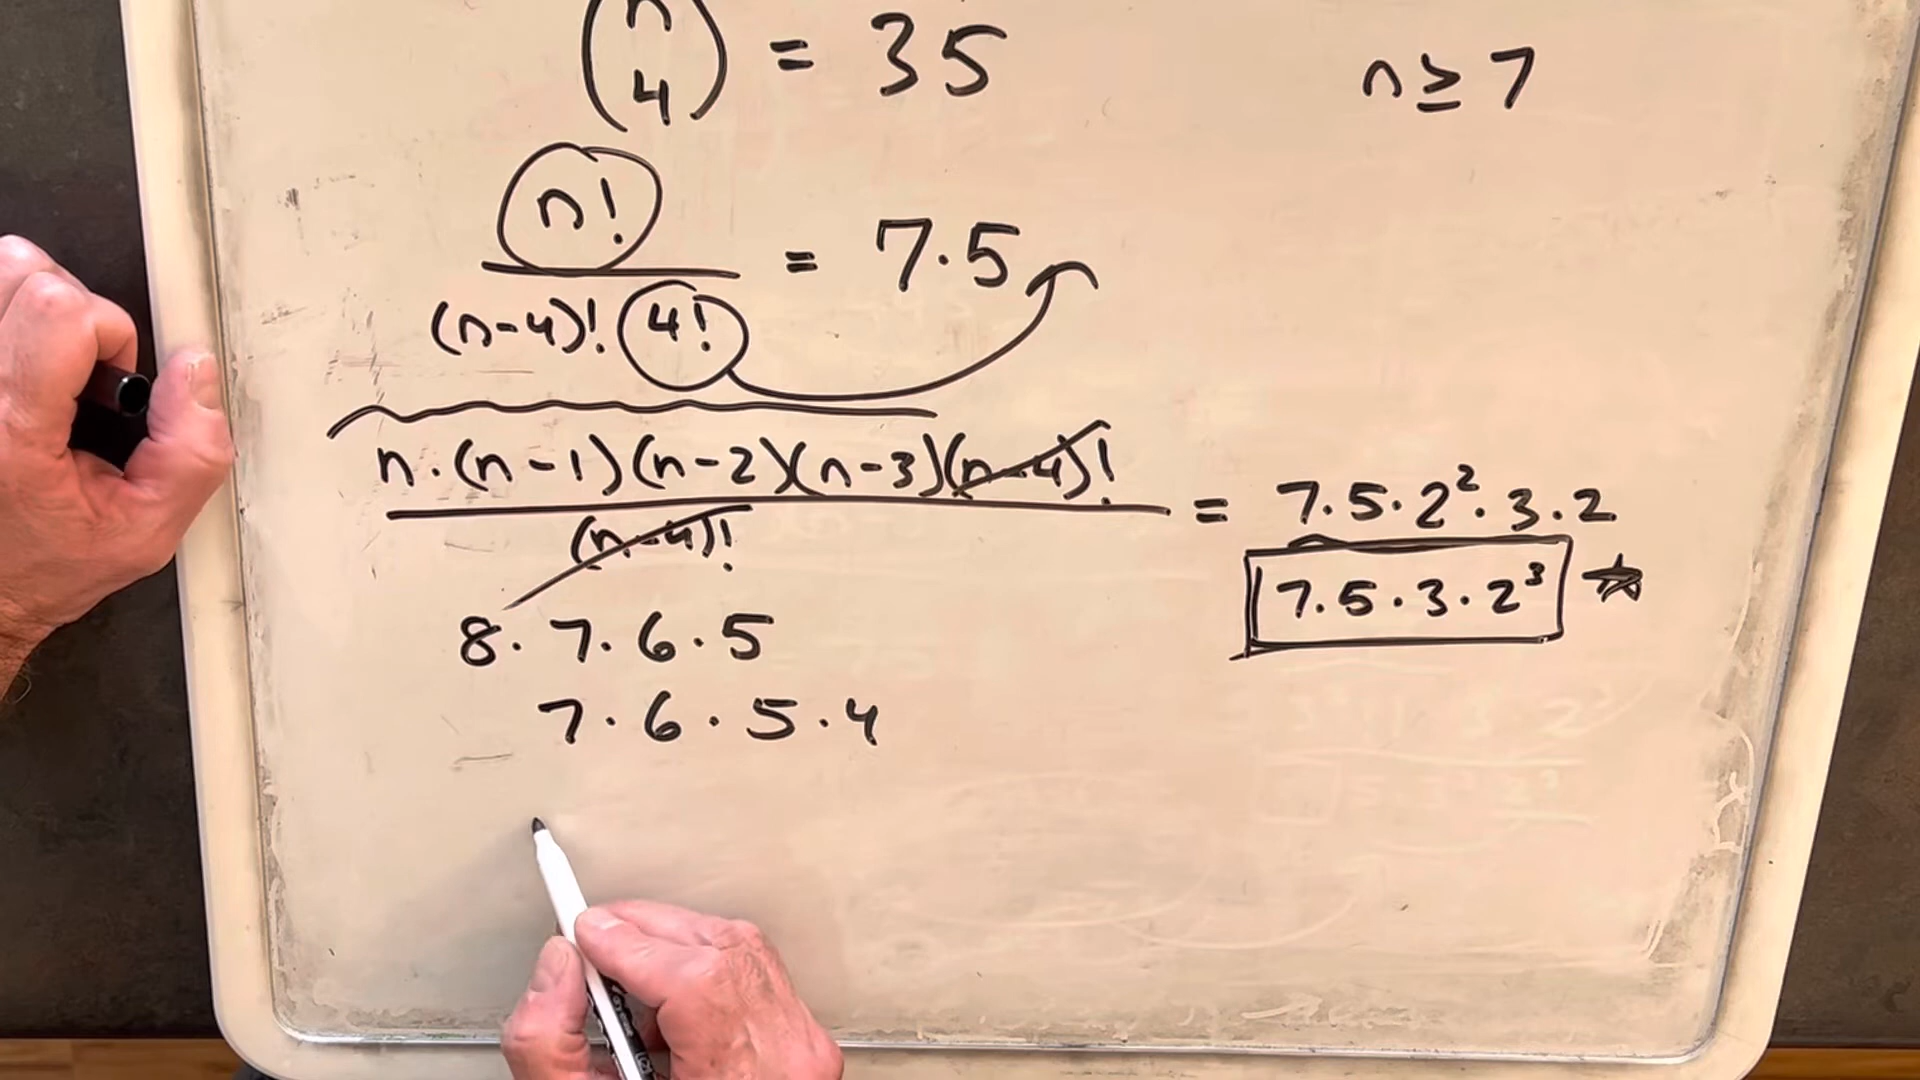 (n 4) = 35
n ≥ 7
n! / (n-4)! 4! = 7·5
n·(n-1)(n-2)(n-3)(n-4)! / (n-4)! = 7·5·2²·3·2
7·5·3·2³ ★
8·7·6·5
7·6·5·4